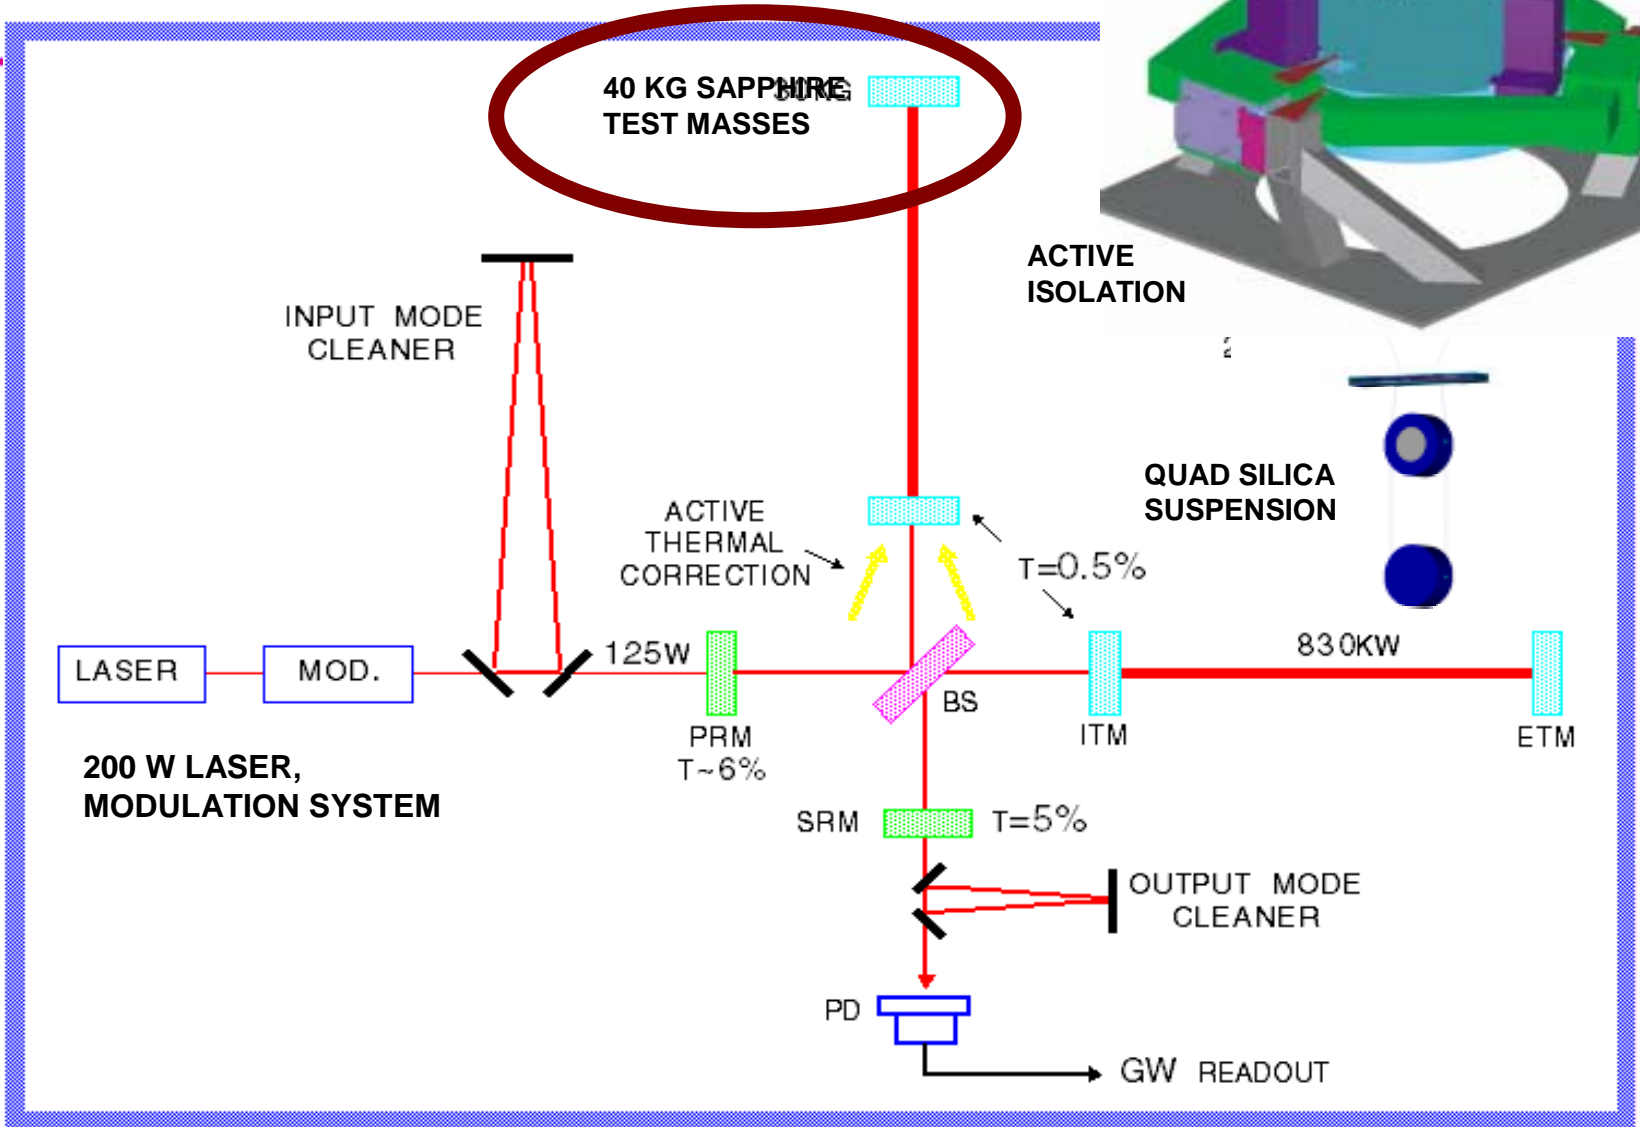 40 KG SAPPHIRE
TEST MASSES
ACTIVE
ISOLATION
INPUT MODE
CLEANER
QUAD SILICA
SUSPENSION
ACTIVE
THERMAL
CORRECTION
T=0.5%
LASER
MOD.
125W
830KW
BS
PRM
T~6%
ITM
ETM
200 W LASER,
MODULATION SYSTEM
SRM
T=5%
OUTPUT MODE
CLEANER
PD
GW READOUT